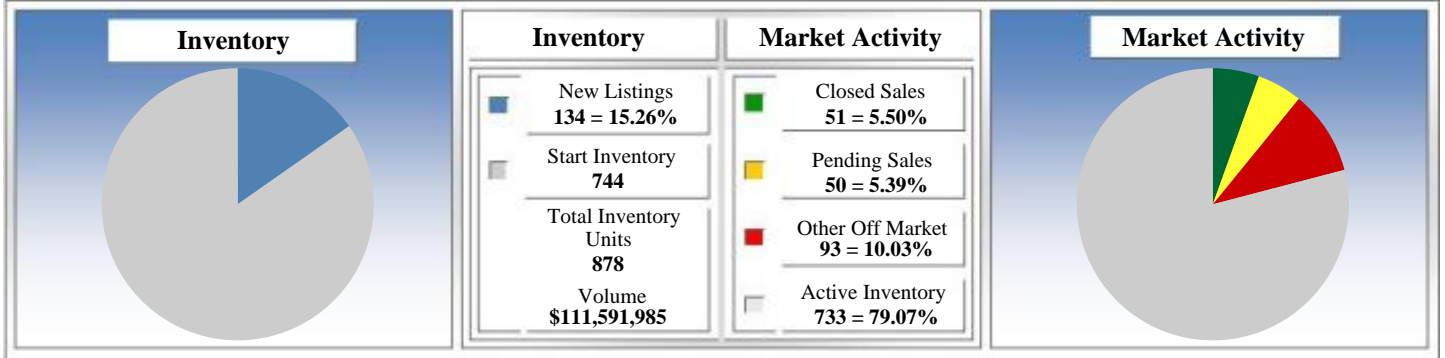 Inventory
Inventory
Market Activity
New Listings
134 = 15.26%
Start Inventory
744
Total Inventory
Units
878
Volume
$111,591,985
Closed Sales
51 = 5.50%
Pending Sales
50 = 5.39%
Other Off Market
93 = 10.03%
Active Inventory
733 = 79.07%
Market Activity